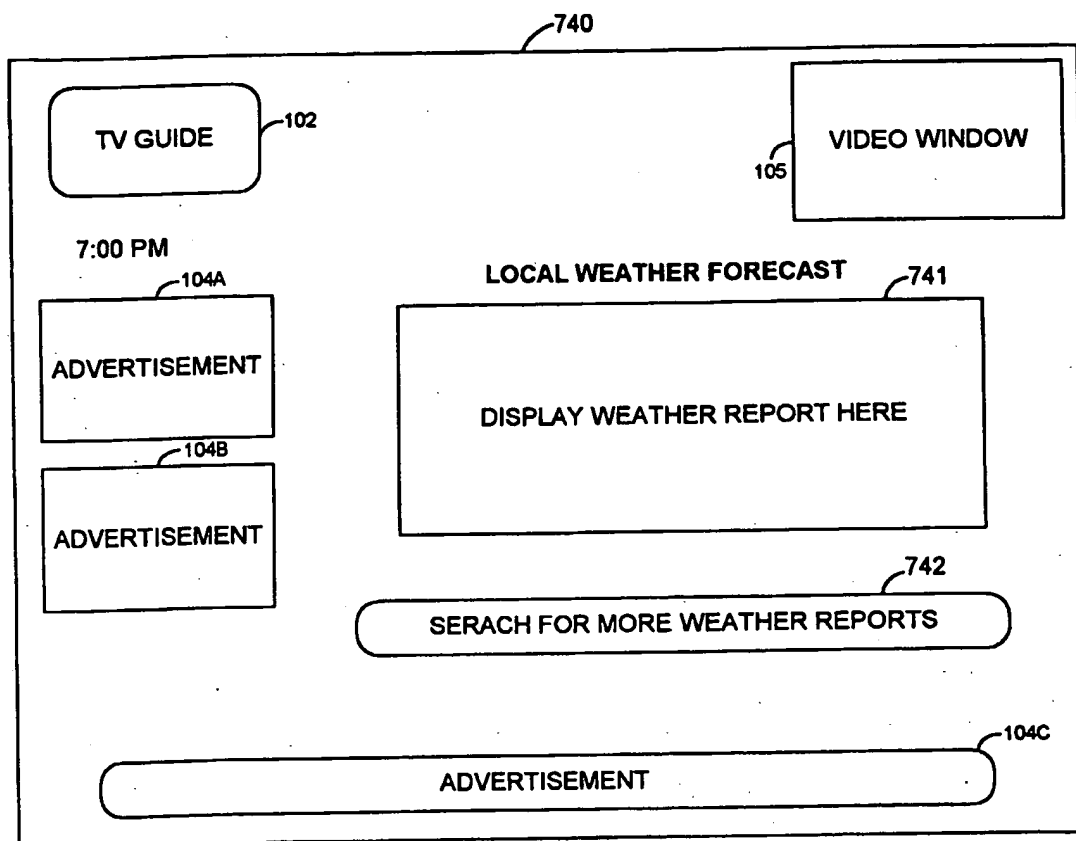 740
TV GUIDE
102
VIDEO WINDOW
105
7:00 PM
LOCAL WEATHER FORECAST
104A
741
ADVERTISEMENT
DISPLAY WEATHER REPORT HERE
104B
ADVERTISEMENT
742
SERACH FOR MORE WEATHER REPORTS
104C
ADVERTISEMENT